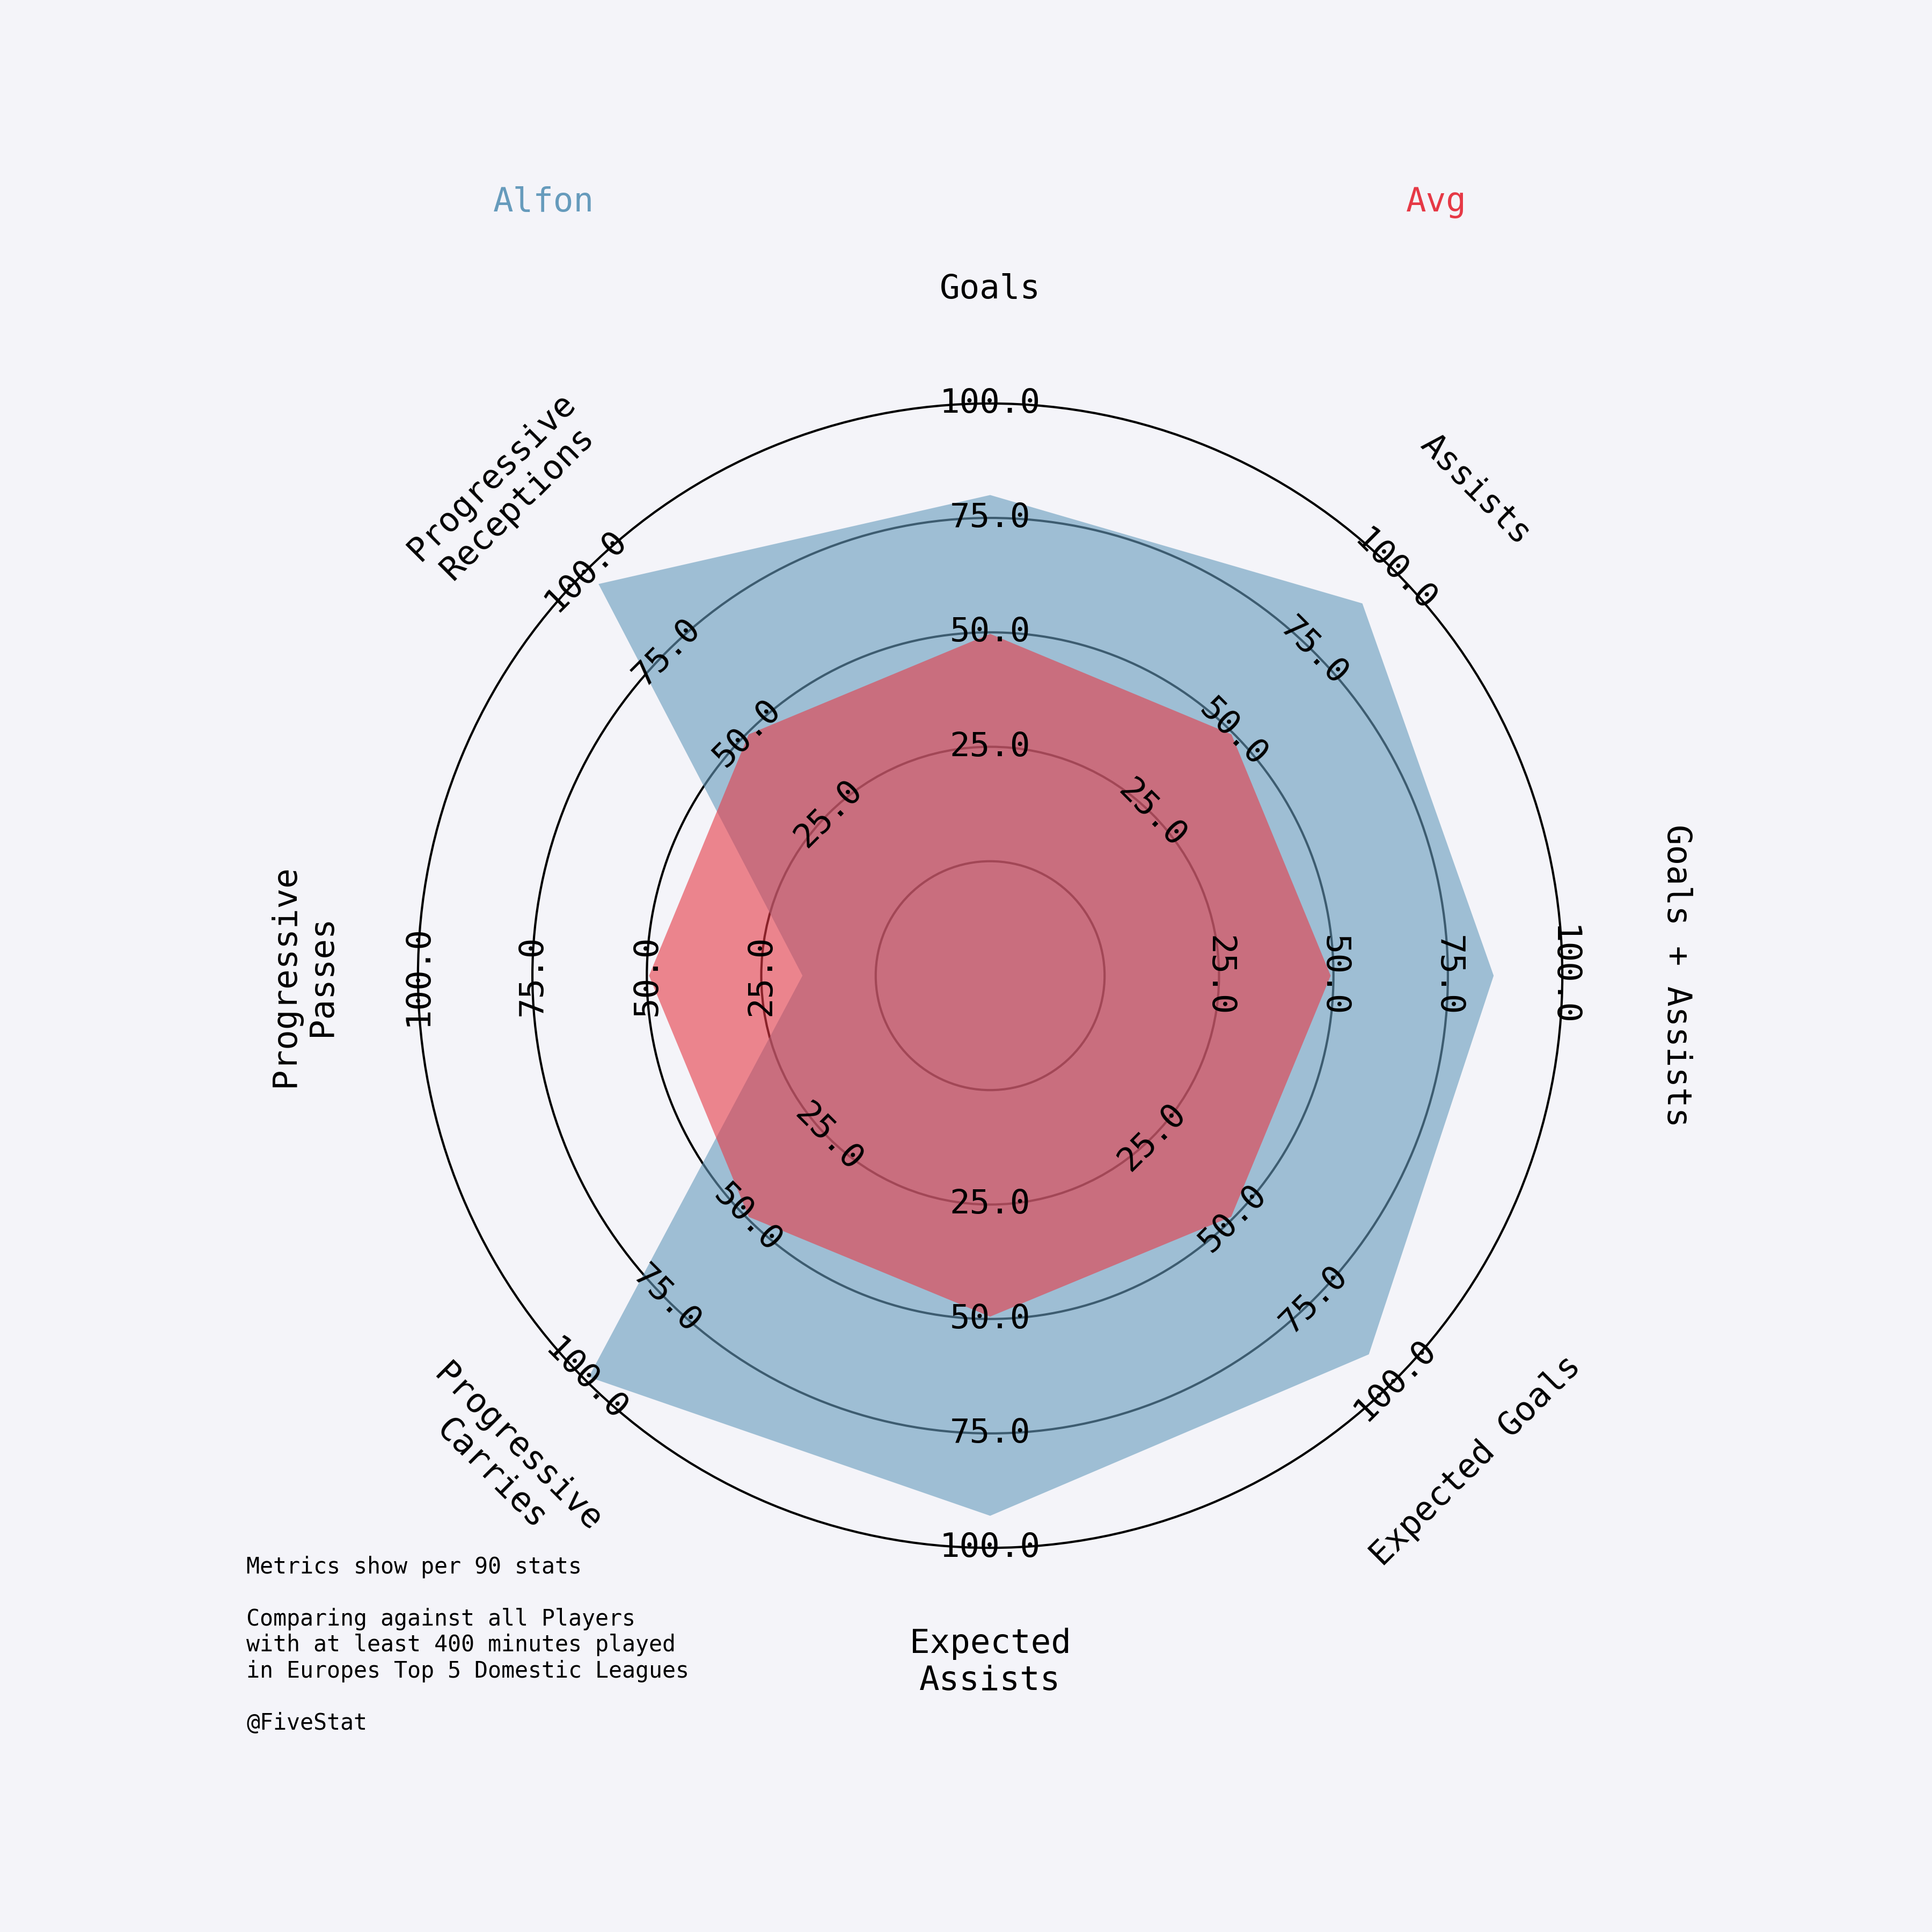 Alfon
Avg
Goals
Assists
Goals + Assists
Expected Goals
Expected
Assists
Progressive
Carries
Progressive
Passes
Progressive
Receptions
25.0
50.0
75.0
100.0
25.0
50.0
75.0
100.0
25.0
50.0
75.0
100.0
25.0
50.0
75.0
100.0
25.0
50.0
75.0
100.0
25.0
50.0
75.0
100.0
25.0
50.0
75.0
100.0
25.0
50.0
75.0
100.0
Metrics show per 90 stats
Comparing against all Players
with at least 400 minutes played
in Europes Top 5 Domestic Leagues
@FiveStat